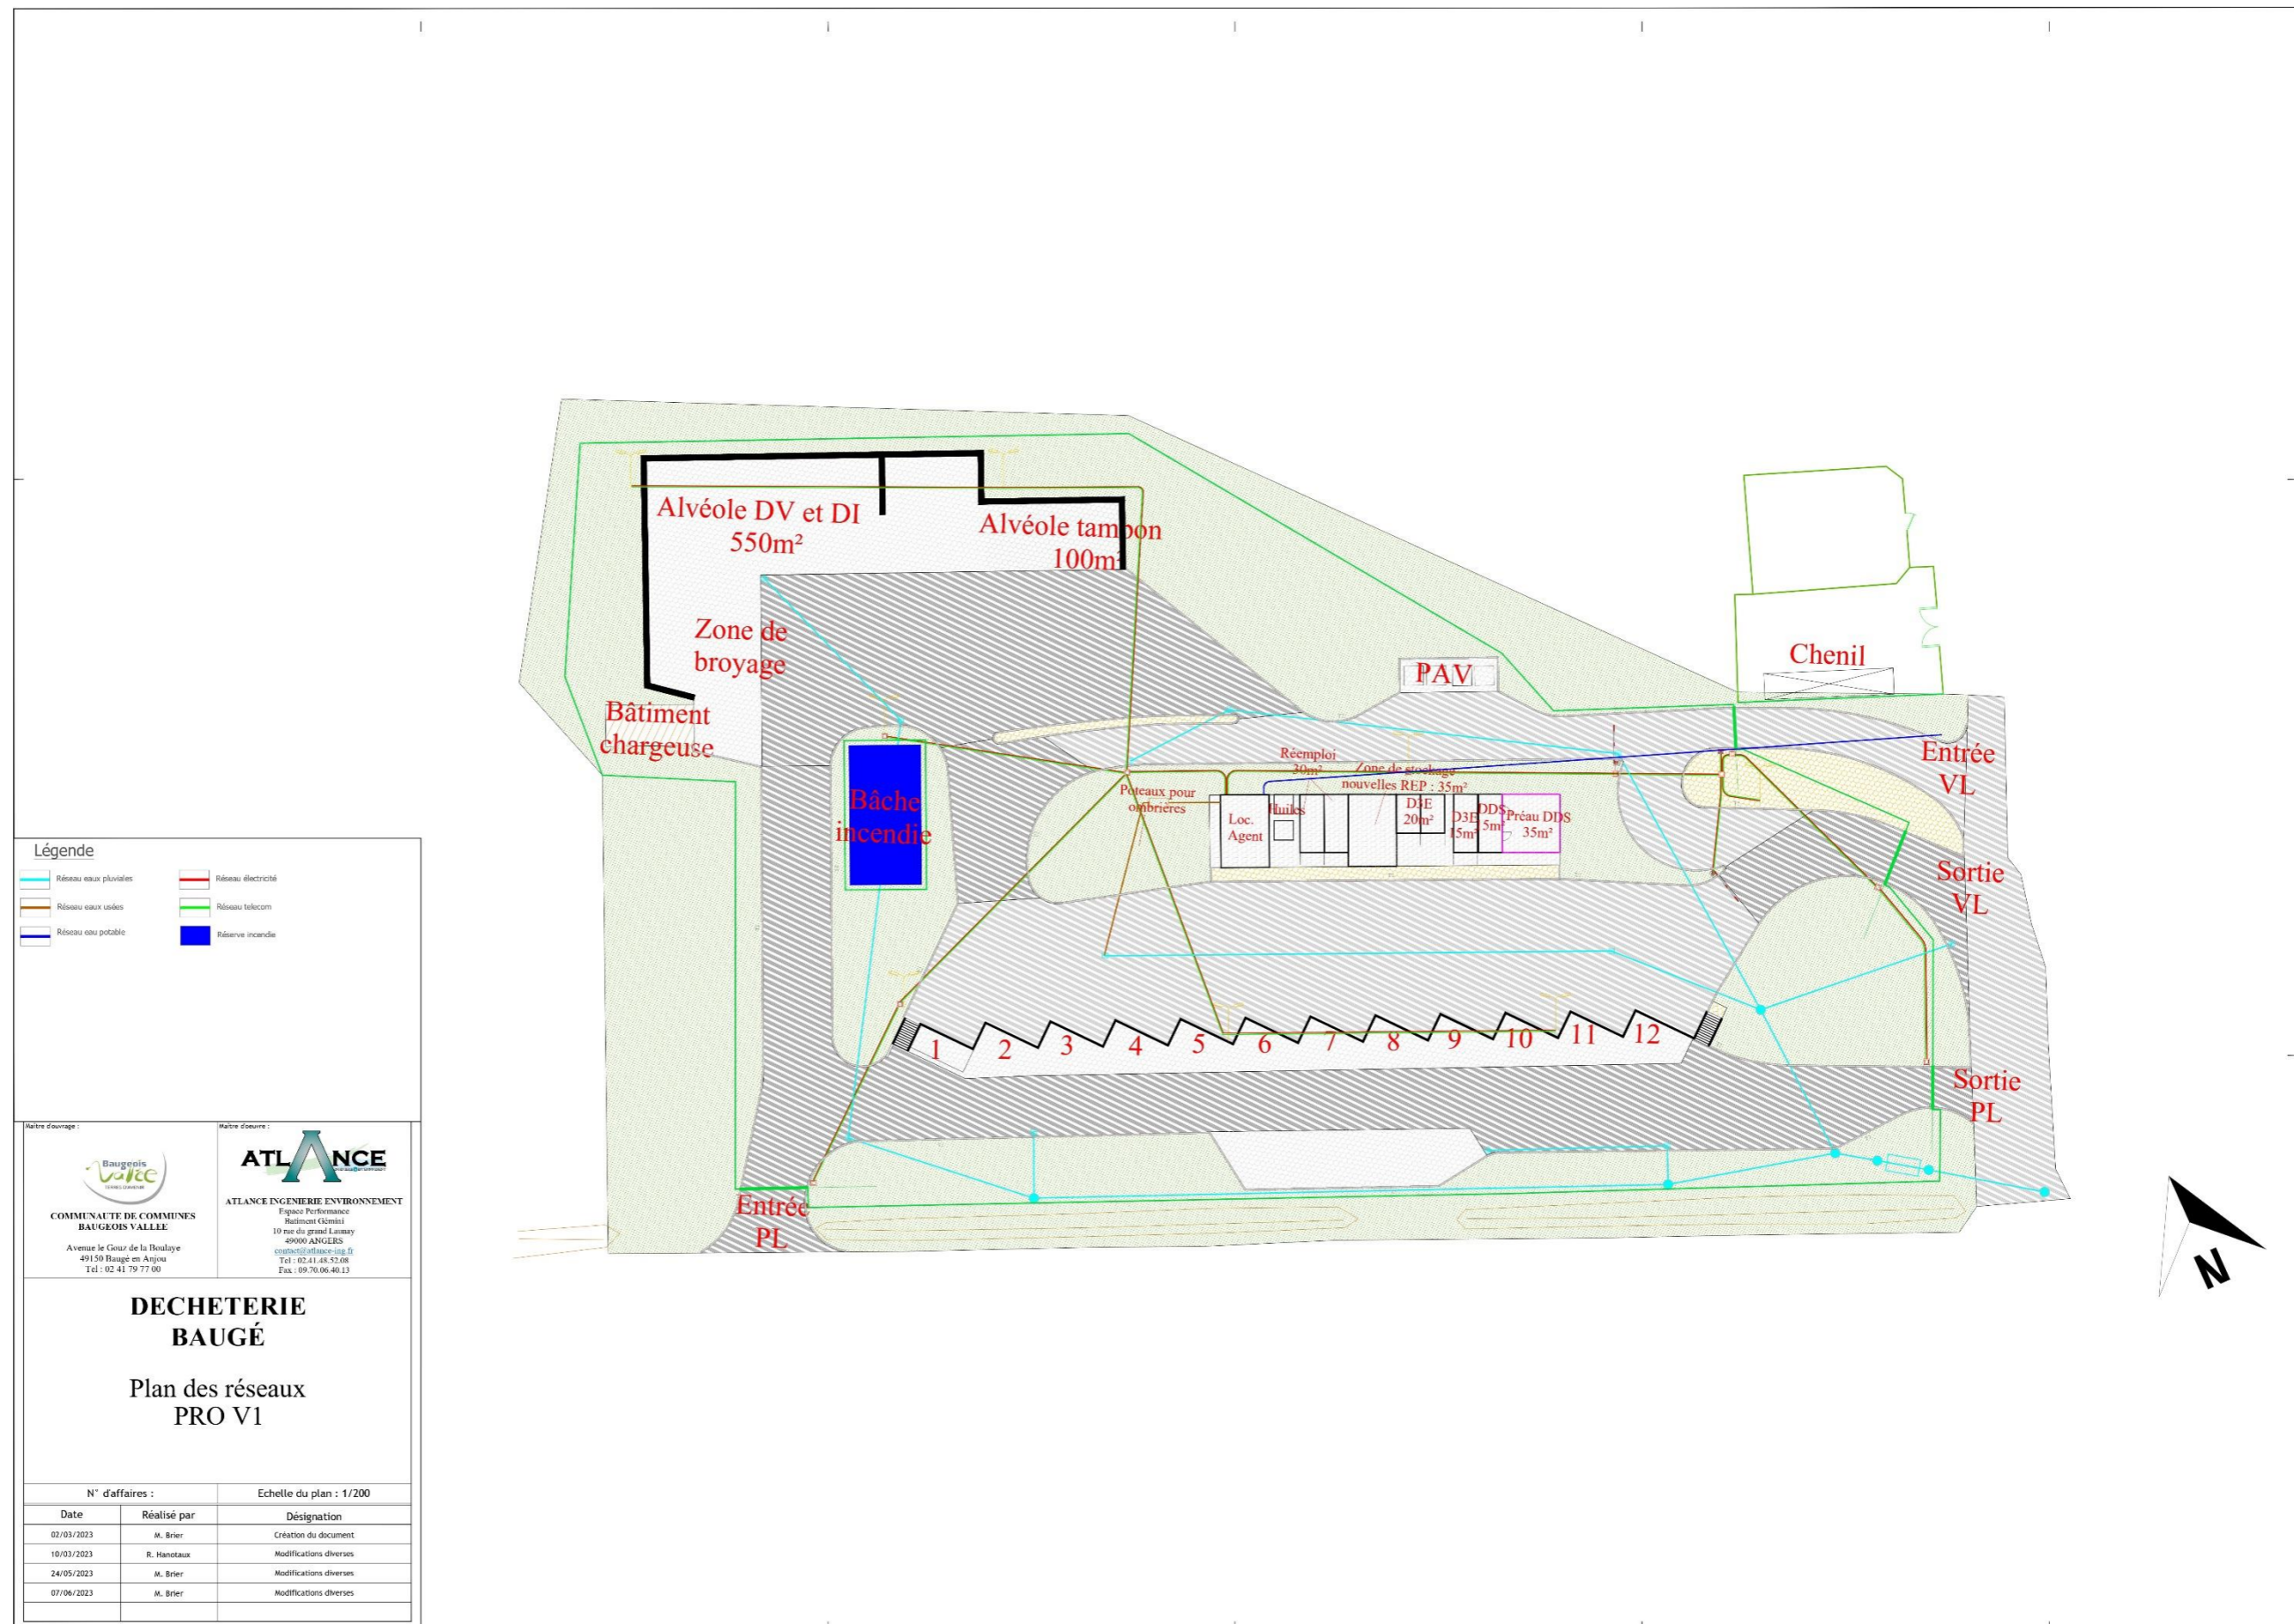 Alvéole DV et DI
550m²
Alvéole tampon
100m²
Zone de
broyage
Bâtiment
chargeuse
PAV
Chenil
Entrée
VL
Sortie
VL
Sortie
PL
Entrée
PL
Bâche
incendie
Poteaux pour
ombrières
Réemploi
30m²
Zone de stockage
nouvelles REP : 35m²
Loc.
Agent
Huiles
D3E
20m²
D3E
15m²
DDS
Préau DDS
35m²
1
2
3
4
5
6
7
8
9
10
11
12
N
Légende
Réseau eaux pluviales
Réseau électricité
Réseau eaux usées
Réseau telecom
Réseau eau potable
Réserve incendie
Maître d'ouvrage :
Baugeois
Vallée
COMMUNAUTE DE COMMUNES
BAUGEOIS VALLEE
Avenue le Gouz de la Boulaye
49150 Baugé en Anjou
Tel : 02 41 79 77 00
Maître d'oeuvre :
ATLANCE
ATLANCE INGENIERIE ENVIRONNEMENT
Espace Performance
Batiment Gémini
10 rue du grand Launay
49000 ANGERS
contact@atlance-ing.fr
Tel : 02.41.48.52.08
Fax : 09.70.06.40.13
DECHETERIE
BAUGÉ
Plan des réseaux
PRO V1
N° d'affaires :
Echelle du plan : 1/200
Date Réalisé par Désignation
02/03/2023 M. Brier Création du document
10/03/2023 R. Hanotaux Modifications diverses
24/05/2023 M. Brier Modifications diverses
07/06/2023 M. Brier Modifications diverses